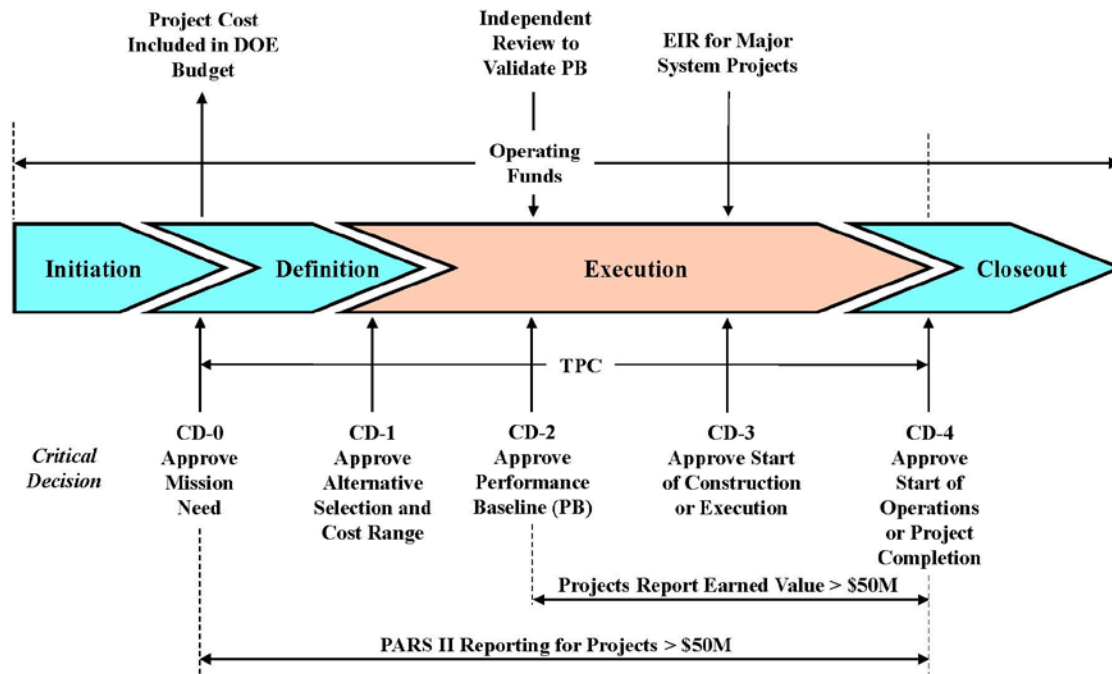 Project Cost
Included in DOE
Budget
Independent
Review to
Validate PB
EIR for Major
System Projects
Operating
Funds
Initiation
Definition
Execution
Closeout
TPC
Critical
Decision
CD-0
Approve
Mission
Need
CD-1
Approve
Alternative
Selection and
Cost Range
CD-2
Approve
Performance
Baseline (PB)
CD-3
Approve Start
of Construction
or Execution
CD-4
Approve
Start of
Operations
or Project
Completion
Projects Report Earned Value > $50M
PARS II Reporting for Projects > $50M